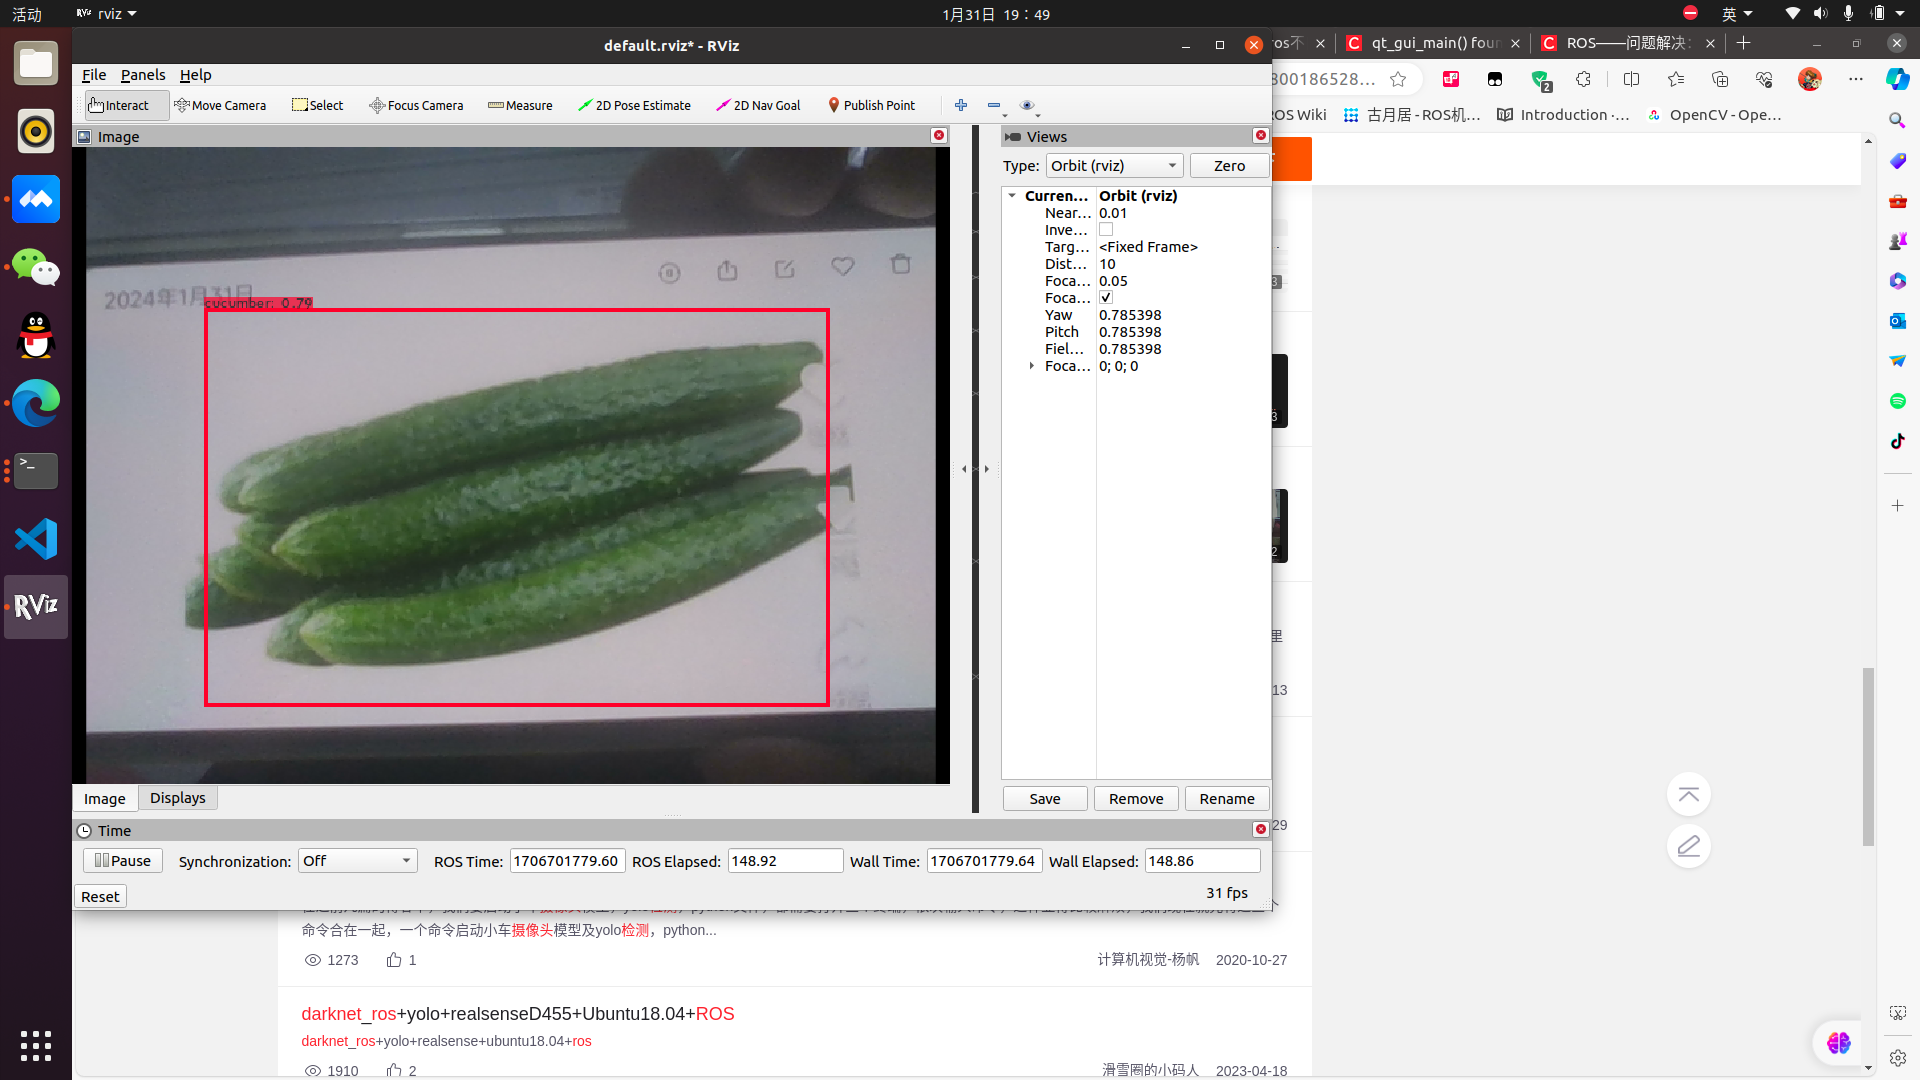 活动
rviz
1月31日 19：49
英
default.rviz* - RViz
ros不
qt_gui_main() foun
ROS——问题解决：
File
Panels
Help
300186528...
2
Interact
Move Camera
Select
Focus Camera
Measure
2D Pose Estimate
2D Nav Goal
Publish Point
ROS Wiki
古月居 - ROS机...
Introduction ·...
OpenCV - Ope...
Image
Views
Type:
Orbit (rviz)
Zero
Curren...
Orbit (rviz)
Near...
0.01
Inve...
Targ...
<Fixed Frame>
Dist...
10
Foca...
0.05
Foca...
Yaw
0.785398
Pitch
0.785398
Fiel...
0.785398
Foca...
0; 0; 0
2024年1月31日
cucumber: 0.79
3
3
2
里
13
29
RViz
Save
Remove
Rename
Image
Displays
Time
Pause
Synchronization:
Off
ROS Time:
1706701779.60
ROS Elapsed:
148.92
Wall Time:
1706701779.64
Wall Elapsed:
148.86
Reset
31 fps
命令合在一起，一个命令启动小车摄像头模型及yolo检测，python...
1273
1
计算机视觉-杨帆
2020-10-27
darknet_ros+yolo+realsenseD455+Ubuntu18.04+ROS
darknet_ros+yolo+realsense+ubuntu18.04+ros
1910
2
滑雪圈的小码人
2023-04-18